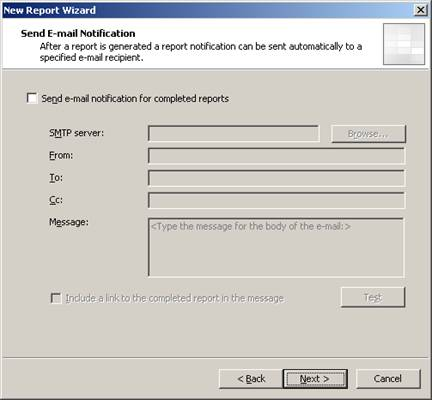 New Report Wizard
Send E-mail Notification
After a report is generated a report notification can be sent automatically to a
specified e-mail recipient.
Send e-mail notification for completed reports
SMTP server:
Browse...
From:
To:
Cc:
Message:
<Type the message for the body of the e-mail:>
Include a link to the completed report in the message
Test
< Back
Next >
Cancel